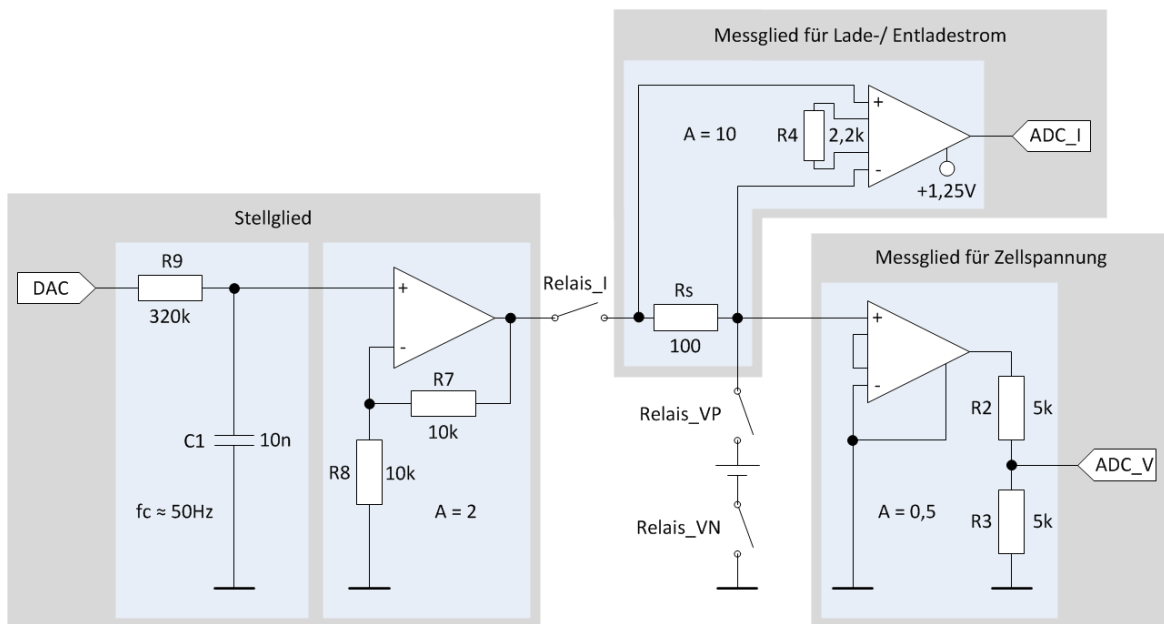 Messglied für Lade-/ Entladestrom
A = 10
R4
2,2k
+
-
+1,25V
ADC_I
Stellglied
DAC
R9
320k
C1
10n
fc ≈ 50Hz
+
-
R7
10k
R8
10k
A = 2
Relais_I
Rs
100
Relais_VP
Relais_VN
Messglied für Zellspannung
+
-
R2
5k
ADC_V
R3
5k
A = 0,5